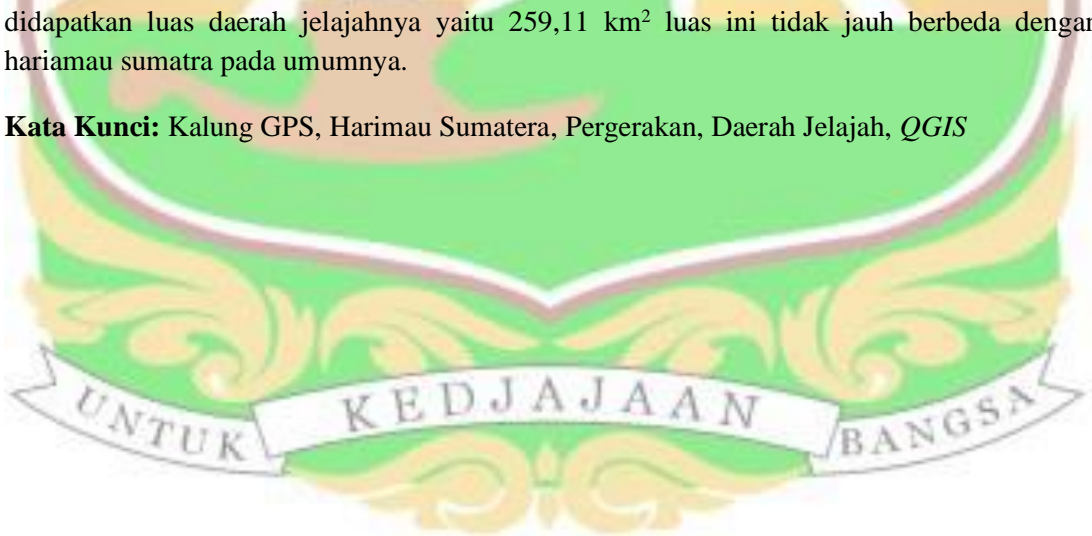 didapatkan luas daerah jelajahnya yaitu 259,11 km² luas ini tidak jauh berbeda dengan
hariamau sumatra pada umumnya.
Kata Kunci: Kalung GPS, Harimau Sumatera, Pergerakan, Daerah Jelajah, QGIS
UNTUK KEDJAJAAN BANGSA